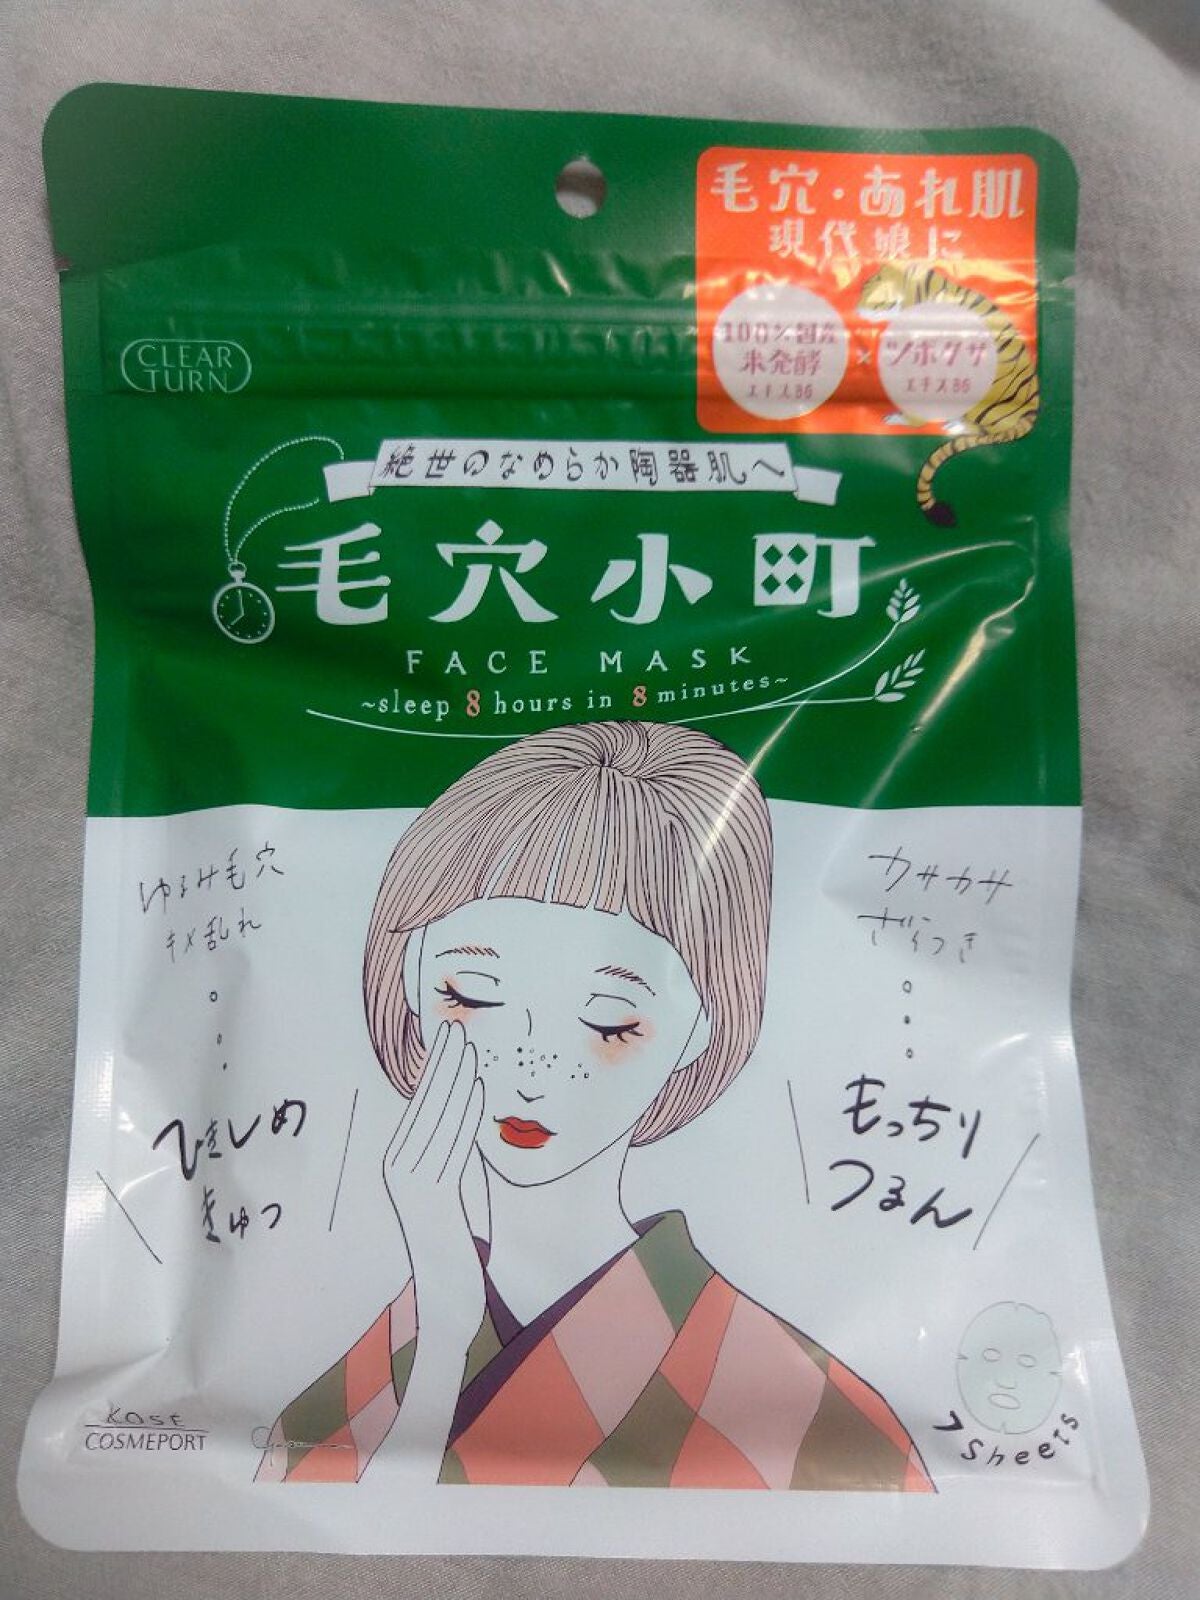 毛穴・あれ肌
現代娘に
100%国産
米発酵
エキスBG
×
ツボクサ
エキスBG
CLEAR
TURN
絶世のなめらか陶器肌へ
毛穴小町
FACE MASK
~sleep 8 hours in 8 minutes~
ゆるみ毛穴
キメ乱れ
カサカサ
ざらつき
ひきしめ
きゅっ
もっちり
つるん
KOSE
COSMEPORT
7 Sheets